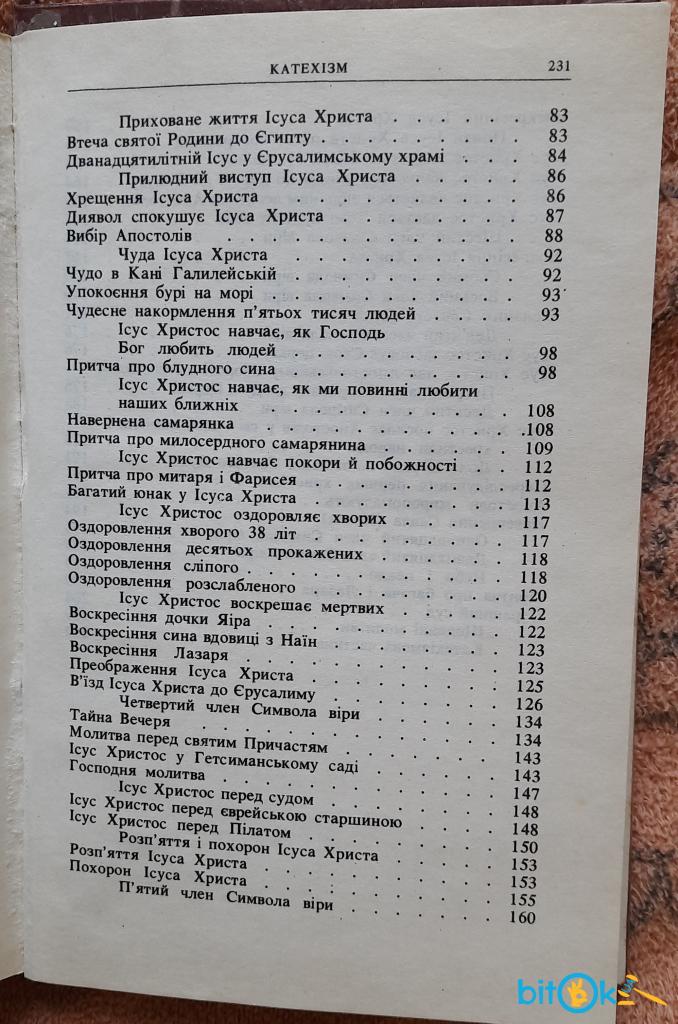 КАТЕХІЗМ 231
Приховане життя Ісуса Христа . . . . . . 83
Втеча святої Родини до Єгипту . . . . . . . . 83
Дванадцятилітній Ісус у Єрусалимському храмі . . . . 84
Прилюдний виступ Ісуса Христа . . . . . 86
Хрещення Ісуса Христа . . . . . . . . . 86
Диявол спокушує Ісуса Христа . . . . . . . 87
Вибір Апостолів . . . . . . . . . . . 88
Чуда Ісуса Христа . . . . . . . . . 92
Чудо в Кані Галилейській . . . . . . . . . 92
Упокоєння бурі на морі . . . . . . . . . . 93
Чудесне накормлення п'ятьох тисяч людей . . . . 93
Ісус Христос навчає, як Господь
Бог любить людей . . . . . . . . . 98
Притча про блудного сина . . . . . . . . . 98
Ісус Христос навчає, як ми повинні любити
наших ближніх . . . . . . . . . . 108
Навернена самарянка . . . . . . . . . . 108
Притча про милосердного самарянина . . . . . . 109
Ісус Христос навчає покори й побожності . . 112
Притча про митаря і Фарисея . . . . . . . . 112
Багатий юнак у Ісуса Христа . . . . . . . . 113
Ісус Христос оздоровляє хворих . . . . . 117
Оздоровлення хворого 38 літ . . . . . . . . 117
Оздоровлення десятьох прокажених . . . . . . 118
Оздоровлення сліпого . . . . . . . . . . 118
Оздоровлення розслабленого . . . . . . . . 120
Ісус Христос воскрешає мертвих . . . . . 122
Воскресіння дочки Яіра . . . . . . . . . . 122
Воскресіння сина вдовиці з Наїн . . . . . . . 123
Воскресіння Лазаря . . . . . . . . . . . 123
Преображення Ісуса Христа . . . . . . . . 125
В'їзд Ісуса Христа до Єрусалиму . . . . . . . 126
Четвертий член Символа віри . . . . . . 134
Тайна Вечеря . . . . . . . . . . . . 134
Молитва перед святим Причастям . . . . . . . 143
Ісус Христос у Гетсиманському саді . . . . . . 143
Господня молитва . . . . . . . . . . . 147
Ісус Христос перед судом . . . . . . . 148
Ісус Христос перед єврейською старшиною . . . . 148
Ісус Христос перед Пілатом . . . . . . . . 150
Розп'яття і похорон Ісуса Христа . . . . . 153
Розп'яття Ісуса Христа . . . . . . . . . . 153
Похорон Ісуса Христа . . . . . . . . . . 155
П'ятий член Символа віри . . . . . . . 160
bitOk